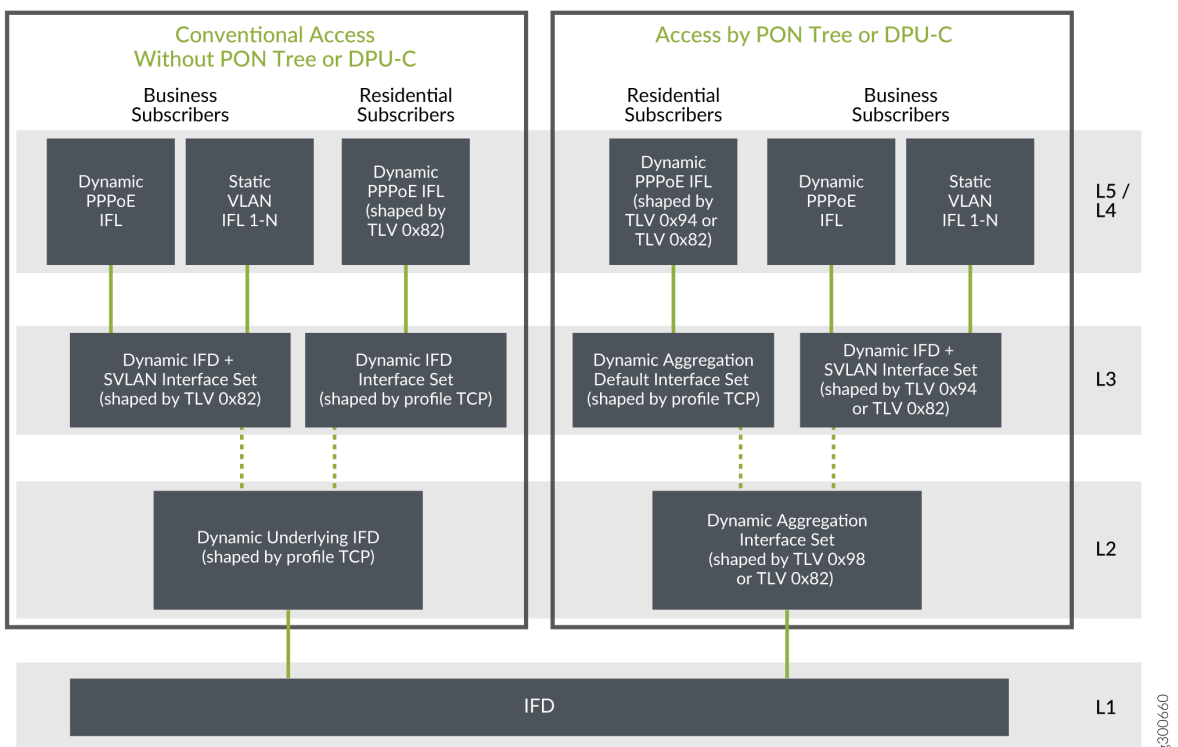 Conventional Access
Without PON Tree or DPU-C
Business
Subscribers
Residential
Subscribers
Dynamic
PPPoE
IFL
Static
VLAN
IFL 1-N
Dynamic
PPPoE IFL
(shaped by
TLV 0x82)
Dynamic IFD +
SVLAN Interface Set
(shaped by TLV 0x82)
Dynamic IFD
Interface Set
(shaped by profile TCP)
Dynamic Underlying IFD
(shaped by profile TCP)
Access by PON Tree or DPU-C
Residential
Subscribers
Business
Subscribers
Dynamic
PPPoE IFL
(shaped by
TLV 0x94 or
TLV 0x82)
Dynamic
PPPoE
IFL
Static
VLAN
IFL 1-N
Dynamic Aggregation
Default Interface Set
(shaped by profile TCP)
Dynamic IFD +
SVLAN Interface Set
(shaped by TLV 0x94
or TLV 0x82)
Dynamic Aggregation
Interface Set
(shaped by TLV 0x98
or TLV 0x82)
L5 /
L4
L3
L2
IFD
L1
g300660